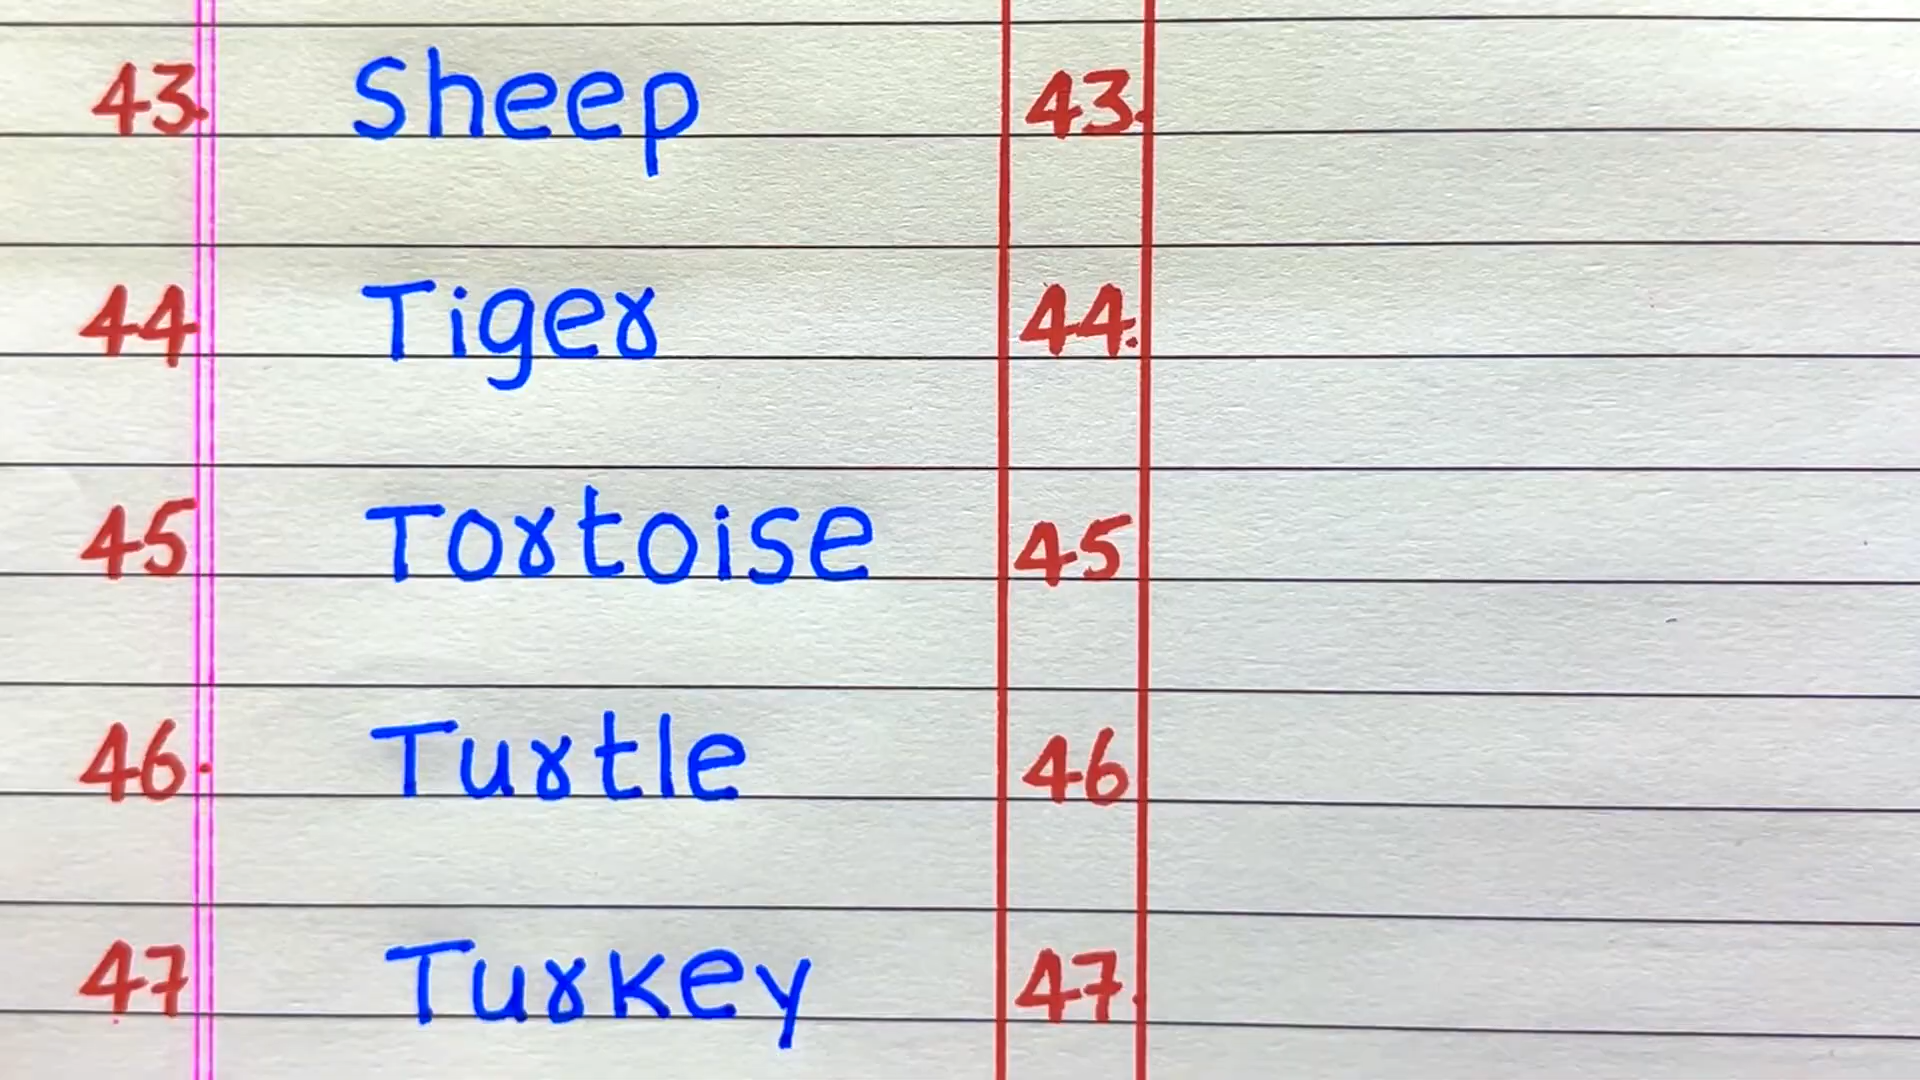 43. Sheep 43.
44 Tiger 44.
45 Tortoise 45
46. Turtle 46
47 Turkey 47.